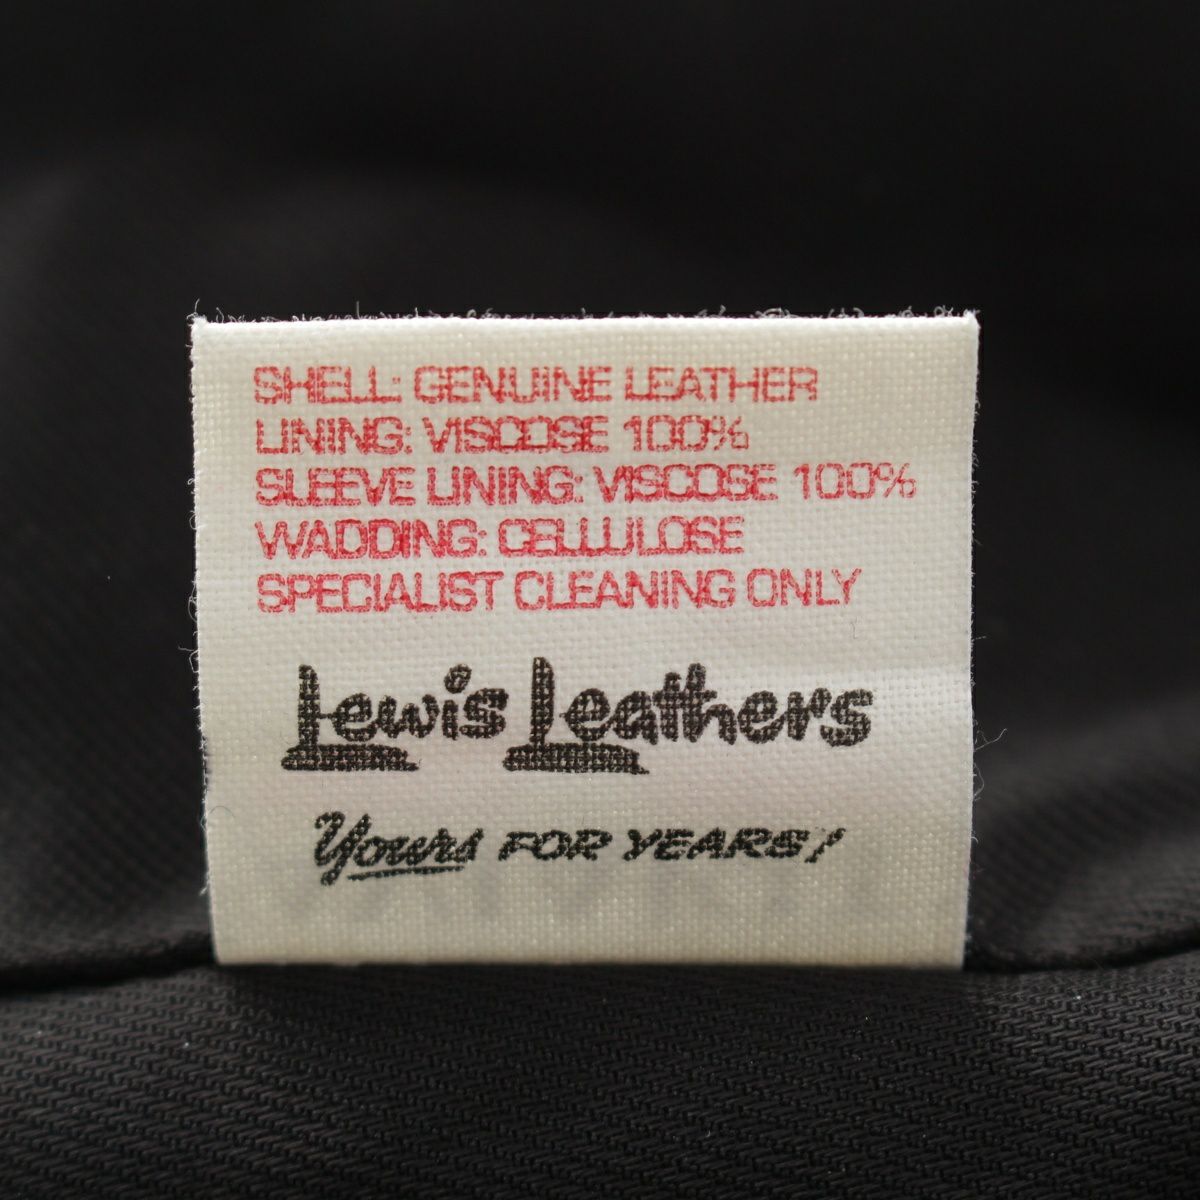 SHELL: GENUINE LEATHER
LINING: VISCOSE 100%
SLEEVE LINING: VISCOSE 100%
WADDING: CELLULOSE
SPECIALIST CLEANING ONLY
Lewis Leathers
Yours FOR YEARS!